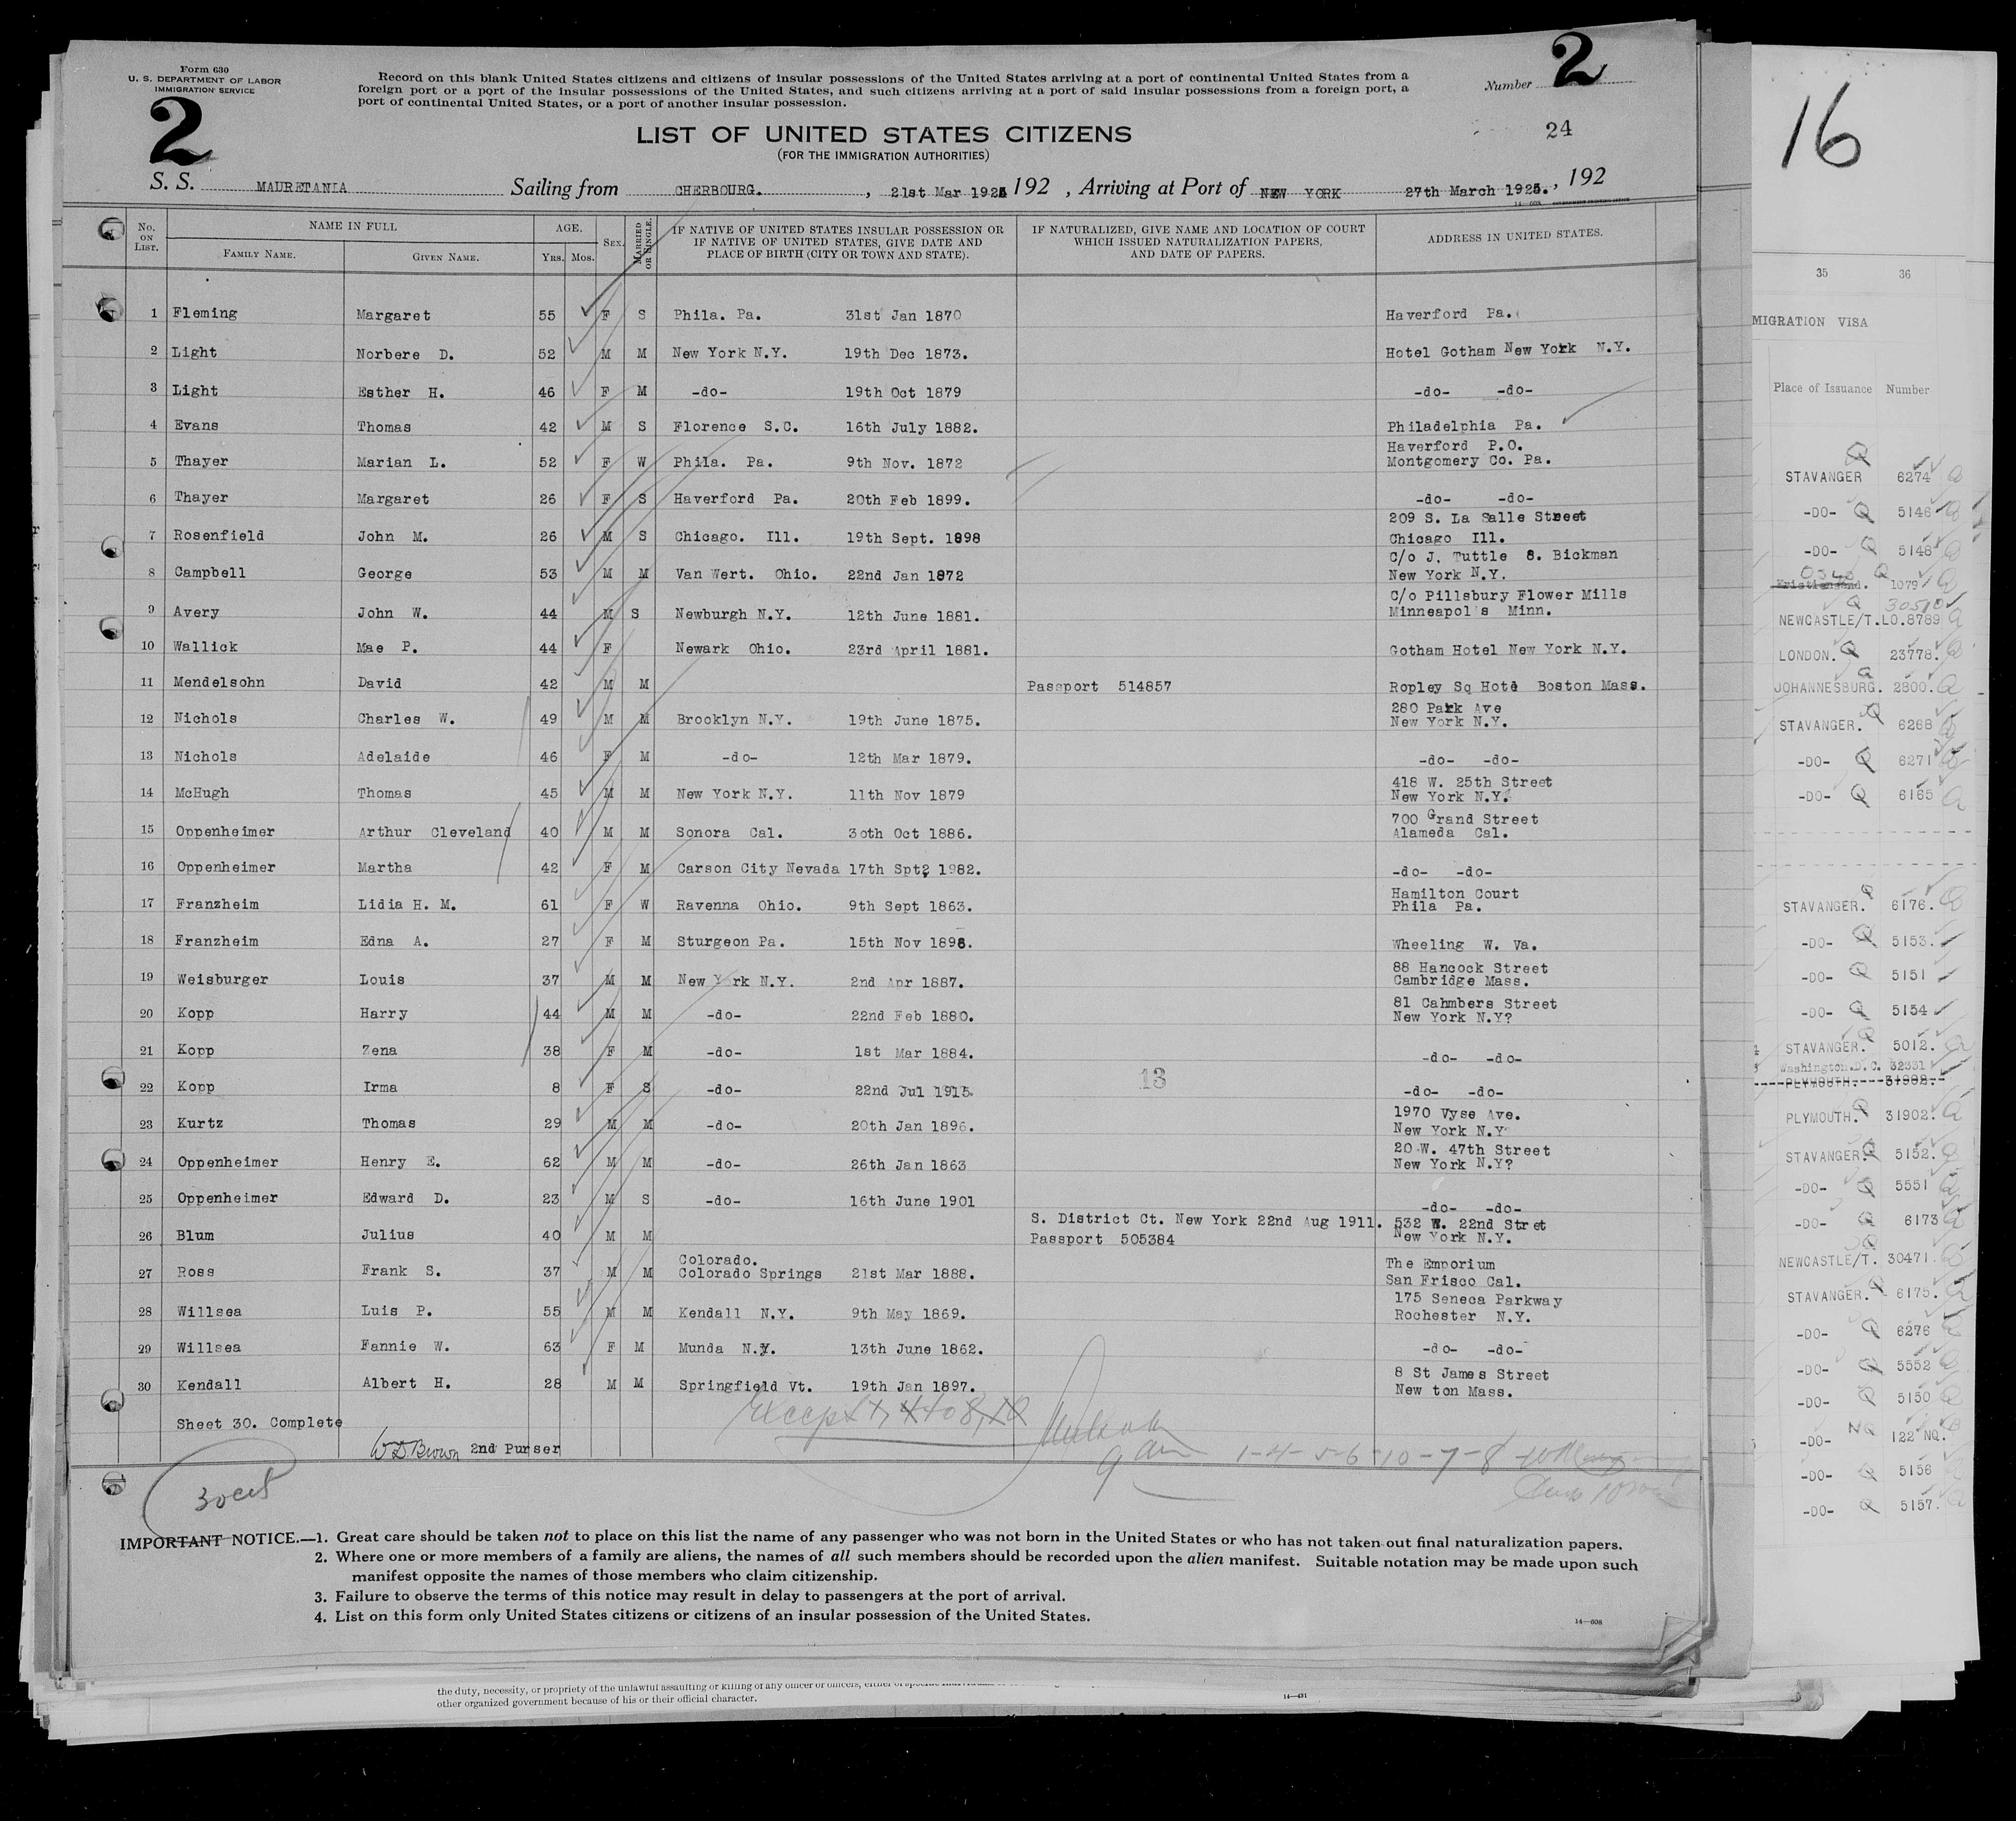 Form 630
U. S. DEPARTMENT OF LABOR
IMMIGRATION SERVICE
2
Record on this blank United States citizens and citizens of insular possessions of the United States arriving at a port of continental United States from a
foreign port or a port of the insular possessions of the United States, and such citizens arriving at a port of said insular possessions from a foreign port, a
port of continental United States, or a port of another insular possession.
Number 2
24
LIST OF UNITED STATES CITIZENS
(FOR THE IMMIGRATION AUTHORITIES)
S. S. MAURETANIA Sailing from CHERBOURG. , 21st Mar 1925 192 , Arriving at Port of NEW YORK 27th March 1925. , 192
No. ON LIST. NAME IN FULL AGE. SEX. MARRIED OR SINGLE. IF NATIVE OF UNITED STATES INSULAR POSSESSION OR IF NATIVE OF UNITED STATES, GIVE DATE AND PLACE OF BIRTH (CITY OR TOWN AND STATE). IF NATURALIZED, GIVE NAME AND LOCATION OF COURT WHICH ISSUED NATURALIZATION PAPERS, AND DATE OF PAPERS. ADDRESS IN UNITED STATES.
FAMILY NAME. GIVEN NAME. YRS. MOS.
1 Fleming Margaret 55 F S Phila. Pa. 31st Jan 1870 Haverford Pa.
2 Light Norbere D. 52 M M New York N.Y. 19th Dec 1873. Hotel Gotham New York N.Y.
3 Light Esther H. 46 F M -do- 19th Oct 1879 -do- -do-
4 Evans Thomas 42 M S Florence S.C. 16th July 1882. Philadelphia Pa.
5 Thayer Marian L. 52 F W Phila. Pa. 9th Nov. 1872 Haverford P.O.
Montgomery Co. Pa.
6 Thayer Margaret 26 F S Haverford Pa. 20th Feb 1899. -do- -do-
7 Rosenfield John M. 26 M S Chicago. Ill. 19th Sept. 1898 209 S. La Salle Street
Chicago Ill.
8 Campbell George 53 M M Van Wert. Ohio. 22nd Jan 1872 C/o J. Tuttle 8. Bickman
New York N.Y.
9 Avery John W. 44 M S Newburgh N.Y. 12th June 1881. C/o Pillsbury Flower Mills
Minneapol's Minn.
10 Wallick Mae P. 44 F Newark Ohio. 23rd April 1881. Gotham Hotel New York N.Y.
11 Mendelsohn David 42 M M Passport 514857 Ropley Sq Hote Boston Mass.
12 Nichols Charles W. 49 M M Brooklyn N.Y. 19th June 1875. 280 Park Ave
New York N.Y.
13 Nichols Adelaide 46 F M -do- 12th Mar 1879. -do- -do-
14 McHugh Thomas 45 M M New York N.Y. 11th Nov 1879 418 W. 25th Street
New York N.Y.
15 Oppenheimer Arthur Cleveland 40 M M Sonora Cal. 30th Oct 1886. 700 Grand Street
Alameda Cal.
16 Oppenheimer Martha 42 F M Carson City Nevada 17th Spt? 1982. -do- -do-
17 Franzheim Lidia H. M. 61 F W Ravenna Ohio. 9th Sept 1863. Hamilton Court
Phila Pa.
18 Franzheim Edna A. 27 F M Sturgeon Pa. 15th Nov 1898. Wheeling W. Va.
19 Weisburger Louis 37 M M New York N.Y. 2nd Apr 1887. 88 Hancock Street
Cambridge Mass.
20 Kopp Harry 44 M M -do- 22nd Feb 1880. 81 Cahmbers Street
New York N.Y?
21 Kopp Zena 38 F M -do- 1st Mar 1884. -do- -do-
22 Kopp Irma 8 F S -do- 22nd Jul 1915. 13 -do- -do-
23 Kurtz Thomas 29 M M -do- 20th Jan 1896. 1970 Vyse Ave.
New York N.Y
24 Oppenheimer Henry E. 62 M M -do- 26th Jan 1863 20 W. 47th Street
New York N.Y?
25 Oppenheimer Edward D. 23 M S -do- 16th June 1901 -do- -do-
26 Blum Julius 40 M M S. District Ct. New York 22nd Aug 1911. 532 W. 22nd Stret
Passport 505384 New York N.Y.
27 Ross Frank S. 37 M M Colorado.
Colorado Springs 21st Mar 1888. The Emporium
San Frisco Cal.
28 Willsea Luis P. 55 M M Kendall N.Y. 9th May 1869. 175 Seneca Parkway
Rochester N.Y.
29 Willsea Fannie W. 63 F M Munda N.Y. 13th June 1862. -do- -do-
30 Kendall Albert H. 28 M M Springfield Vt. 19th Jan 1897. 8 St James Street
New ton Mass.
Sheet 30. Complete
W D Brown 2nd Purser
1-4-5-6-10-7-8
IMPORTANT NOTICE.—1. Great care should be taken not to place on this list the name of any passenger who was not born in the United States or who has not taken out final naturalization papers.
2. Where one or more members of a family are aliens, the names of all such members should be recorded upon the alien manifest. Suitable notation may be made upon such
manifest opposite the names of those members who claim citizenship.
3. Failure to observe the terms of this notice may result in delay to passengers at the port of arrival.
4. List on this form only United States citizens or citizens of an insular possession of the United States.
14—608
other organized government because of his or their official character.
14—431
16
35 36
MIGRATION VISA
Place of Issuance Number
STAVANGER 6274
-DO- 5146
-DO- 5148
Kristiansand. 1079
30510
NEWCASTLE/T.LO.8789
LONDON. 23778.
JOHANNESBURG. 2800.
STAVANGER. 6268
-DO- 6271
-DO- 6165
STAVANGER. 6176.
-DO- 5153.
-DO- 5151
-DO- 5154
STAVANGER. 5012.
Washington.D.C. 32331
PLYMOUTH. 31902.
PLYMOUTH. 31902.
STAVANGER. 5152.
-DO- 5551
-DO- 6173
NEWCASTLE/T. 30471.
STAVANGER. 6175.
-DO- 6276
-DO- 5552
-DO- 5150
-DO- 122 NQ.
-DO- 5156
-DO- 5157.